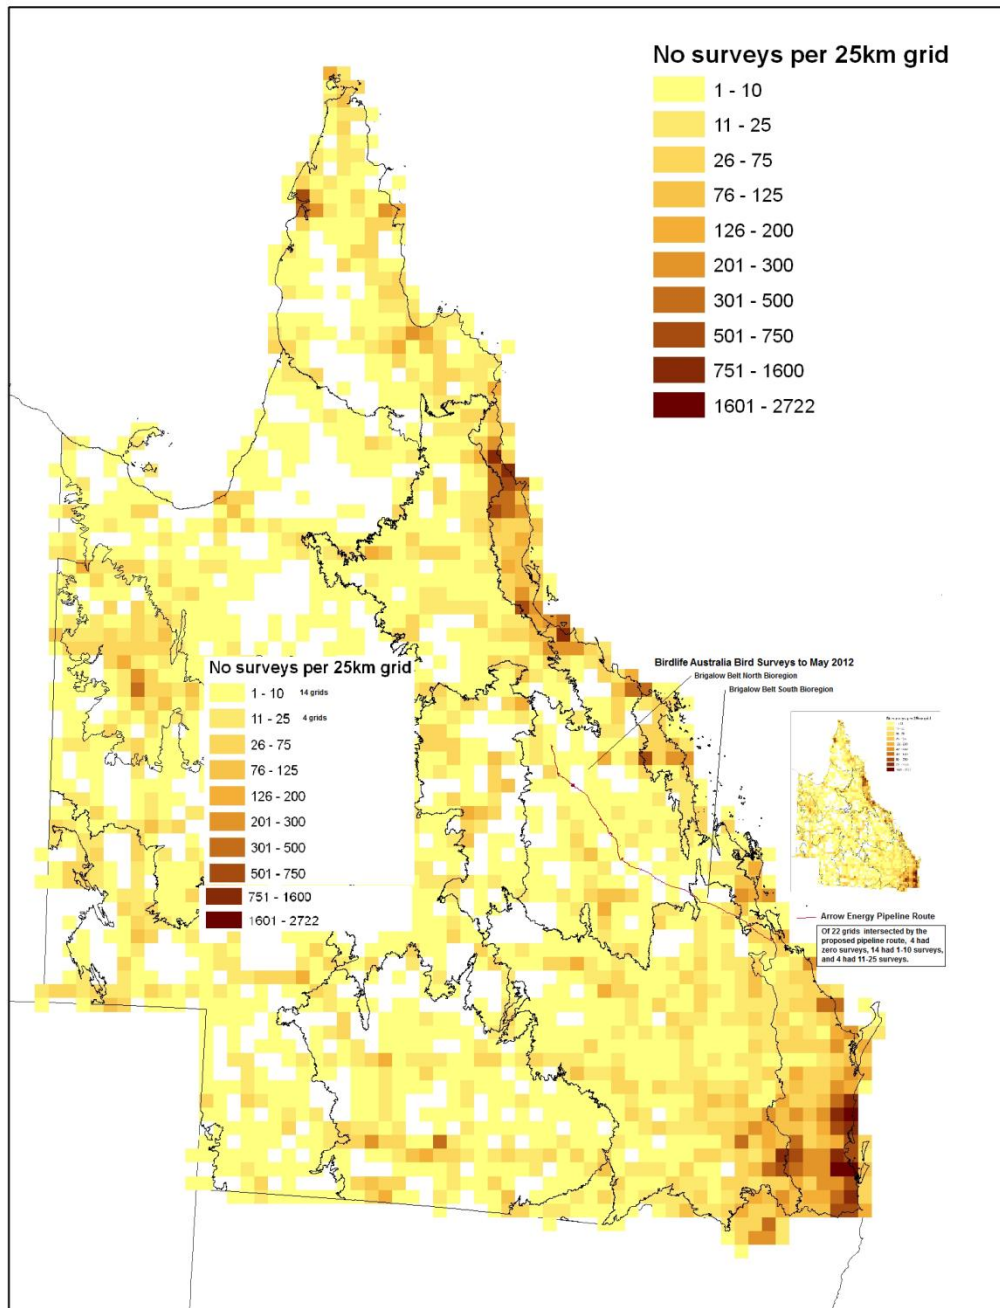 No surveys per 25km grid
1 - 10
11 - 25
26 - 75
76 - 125
126 - 200
201 - 300
301 - 500
501 - 750
751 - 1600
1601 - 2722
Birdlife Australia Bird Surveys to May 2012
Brigalow Belt North Bioregion
Brigalow Belt South Bioregion
No surveys per 25km grid
1 - 10 14 grids
11 - 25 4 grids
26 - 75
76 - 125
126 - 200
201 - 300
301 - 500
501 - 750
751 - 1600
1601 - 2722
Arrow Energy Pipeline Route
Of 22 grids intersected by the
proposed pipeline route, 4 had
zero surveys, 14 had 1-10 surveys,
and 4 had 11-25 surveys.